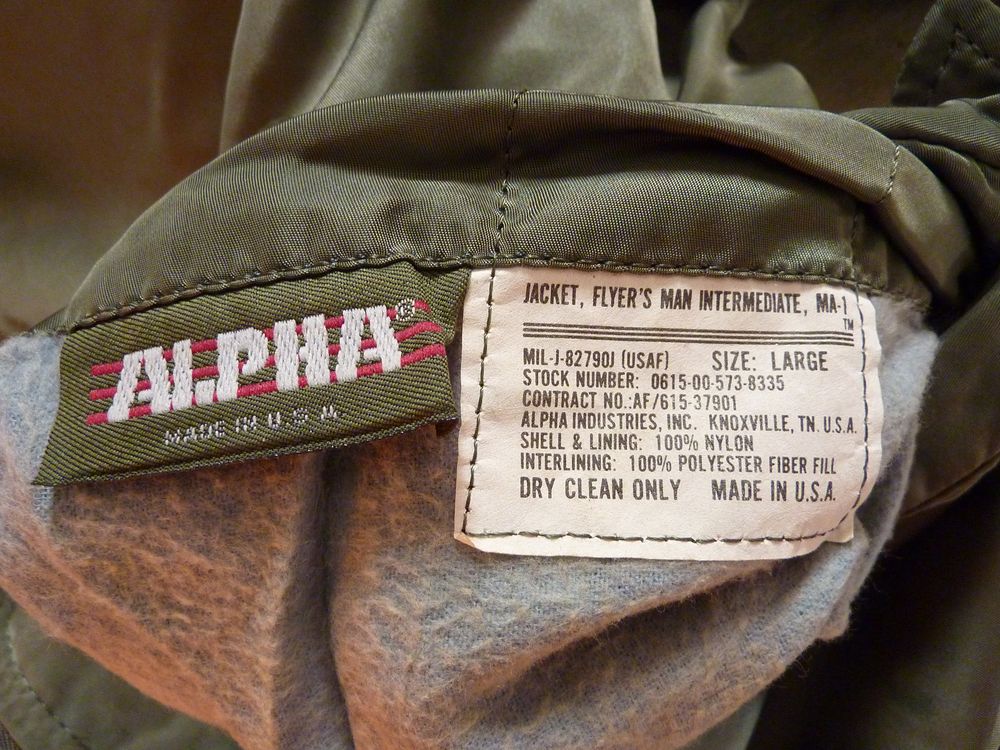 ALPHA®
MADE IN U.S.A.
JACKET, FLYER'S MAN INTERMEDIATE, MA-1
TM
MIL-J-82790J (USAF) SIZE: LARGE
STOCK NUMBER: 0615-00-573-8335
CONTRACT NO.:AF/615-37901
ALPHA INDUSTRIES, INC. KNOXVILLE, TN. U.S.A.
SHELL & LINING: 100% NYLON
INTERLINING: 100% POLYESTER FIBER FILL
DRY CLEAN ONLY MADE IN U.S.A.